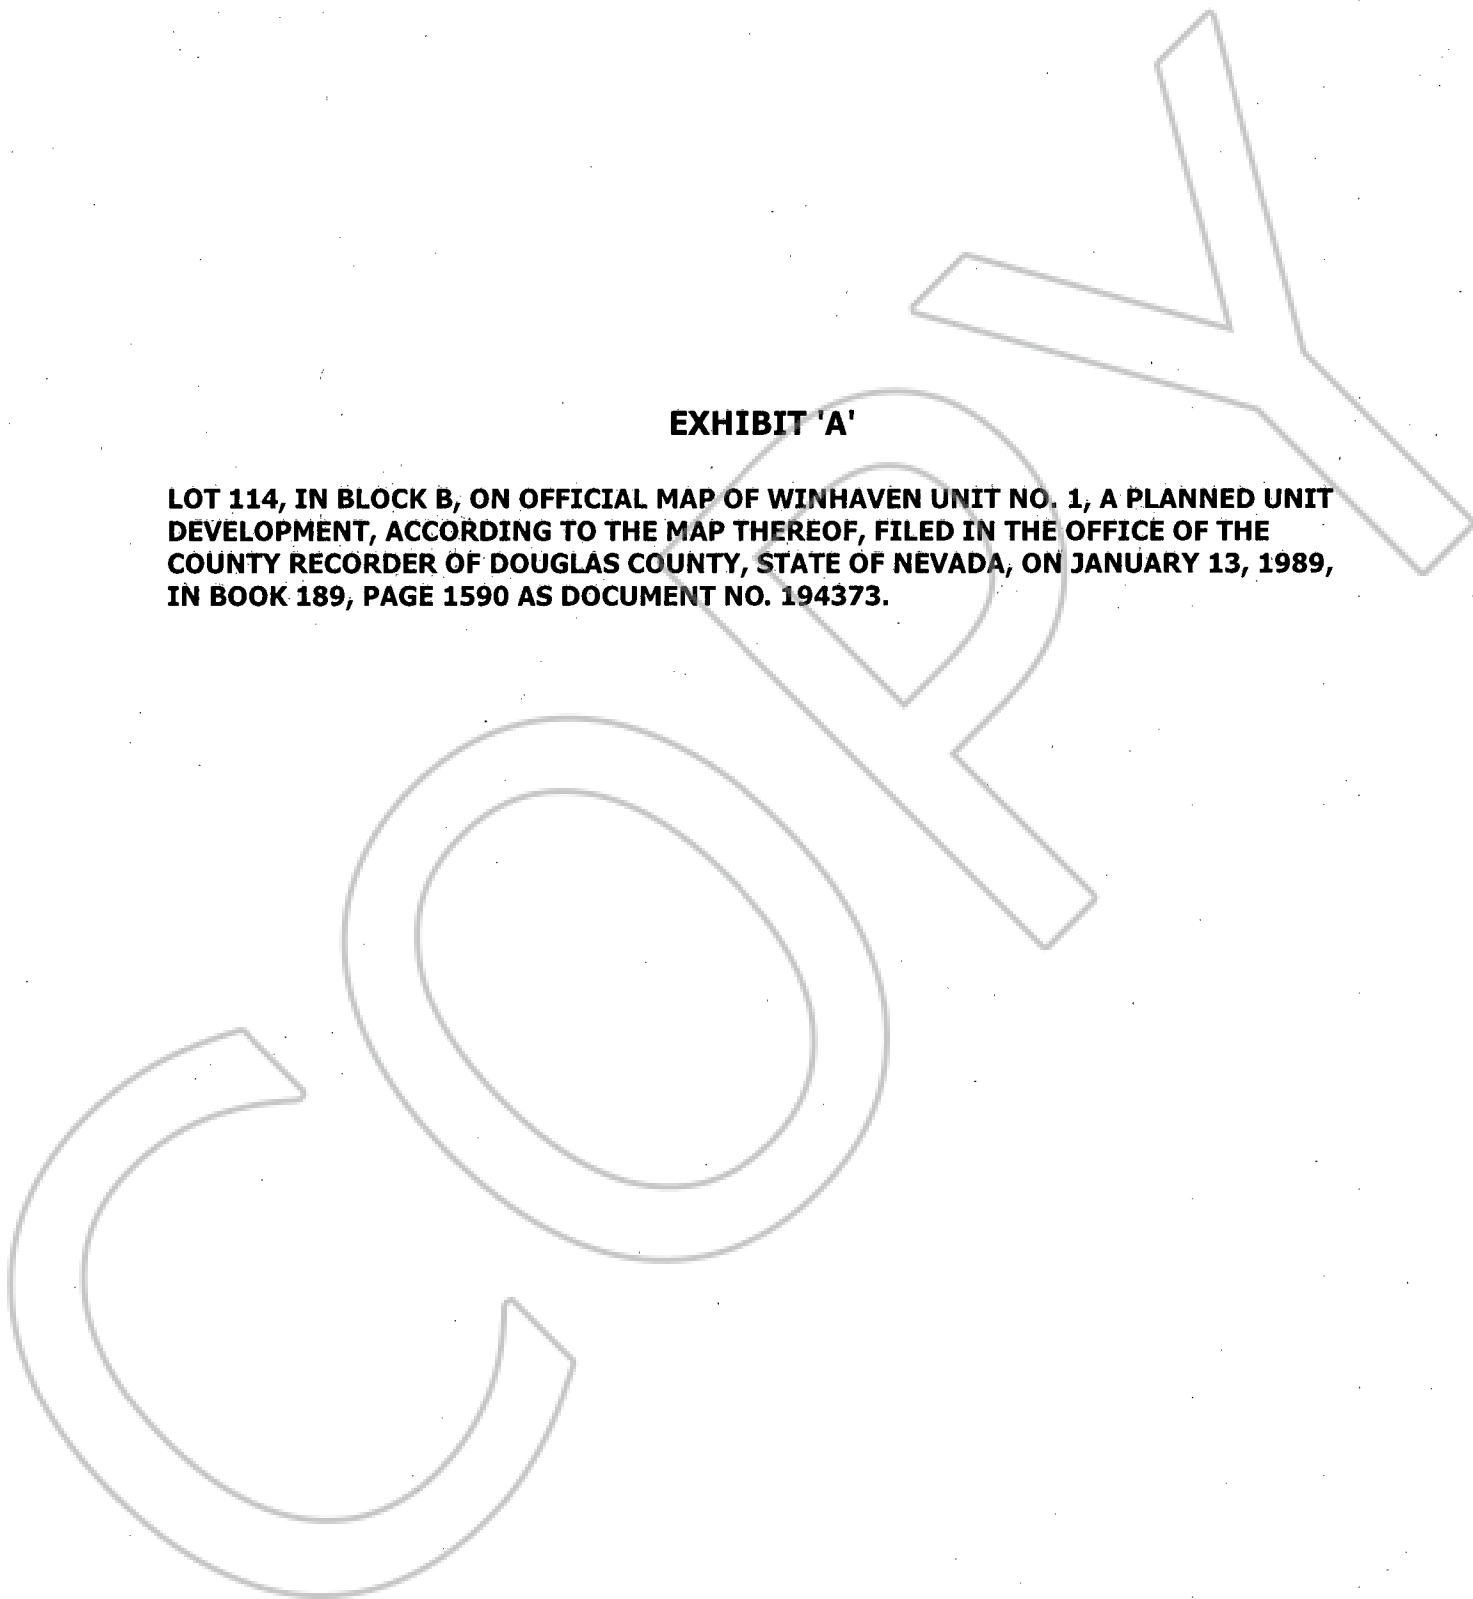 EXHIBIT 'A'
LOT 114, IN BLOCK B, ON OFFICIAL MAP OF WINHAVEN UNIT NO. 1, A PLANNED UNIT
DEVELOPMENT, ACCORDING TO THE MAP THEREOF, FILED IN THE OFFICE OF THE
COUNTY RECORDER OF DOUGLAS COUNTY, STATE OF NEVADA, ON JANUARY 13, 1989,
IN BOOK 189, PAGE 1590 AS DOCUMENT NO. 194373.
COPY